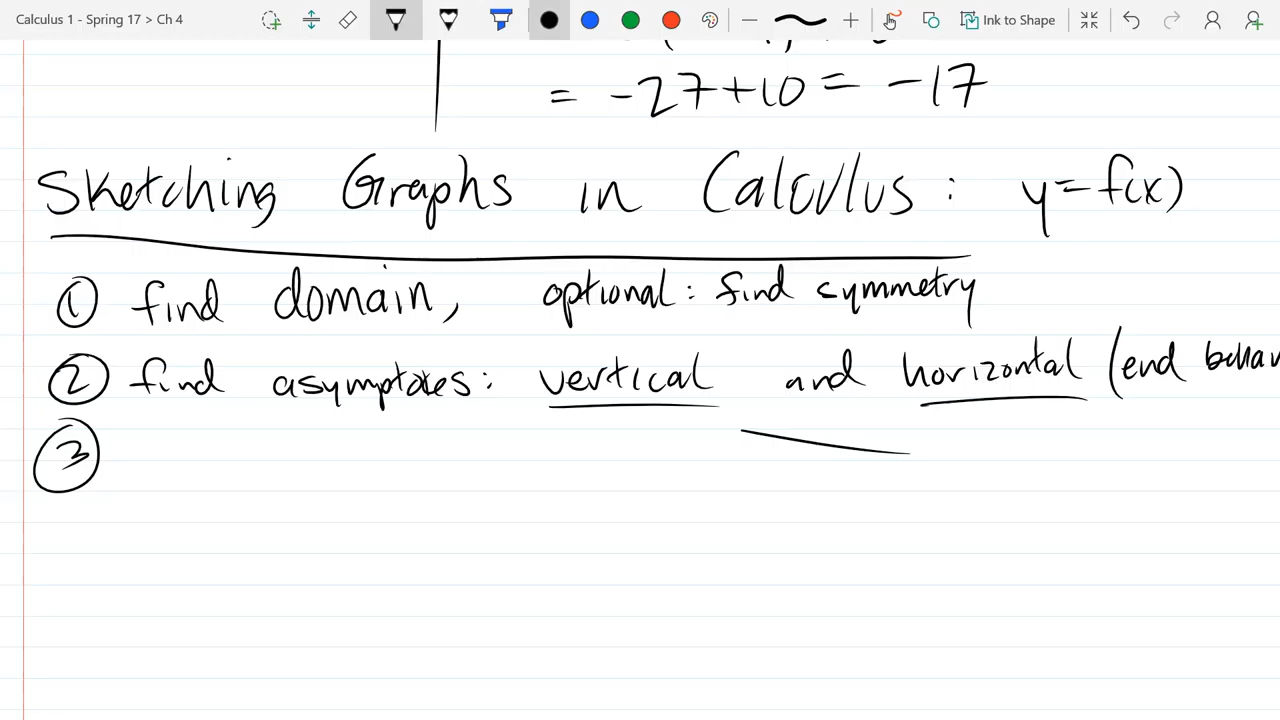 Calculus 1 - Spring 17 > Ch 4
Ink to Shape
= -27+10 = -17
Sketching Graphs in Calculus: y=f(x)
① find domain, optional: find symmetry
② find asymptotes: vertical and horizontal (end behav
③